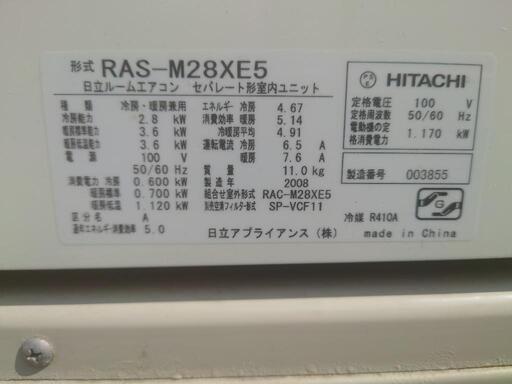 形式 RAS-M28XE5
日立ルームエアコン セパレート形室内ユニット
種類 冷房・暖房兼用
冷房能力 2.8 kW
暖房能力 3.6 kW
暖房低温能力 3.6 kW
電源 100 V
50/60 Hz
消費電力 冷房 0.600 kW
暖房標準 0.700 kW
暖房低温 1.120 kW
区分名 A
通年エネルギー消費効率 5.0
エネルギー 冷房 4.67
消費効率 暖房 5.14
冷暖房平均 4.91
運転電流 冷房 6.5 A
暖房 7.6 A
質量 11.0 kg
製造年 2008
組合せ室外形式 RAC-M28XE5
別売空清フィルター形式 SP-VCF11
日立アプライアンス(株)
PSE HITACHI
定格電圧 100 V
定格周波数 50/60 Hz
電動機の定格消費電力 1.170 kW
製造番号 003855
G
冷媒 R410A
made in China